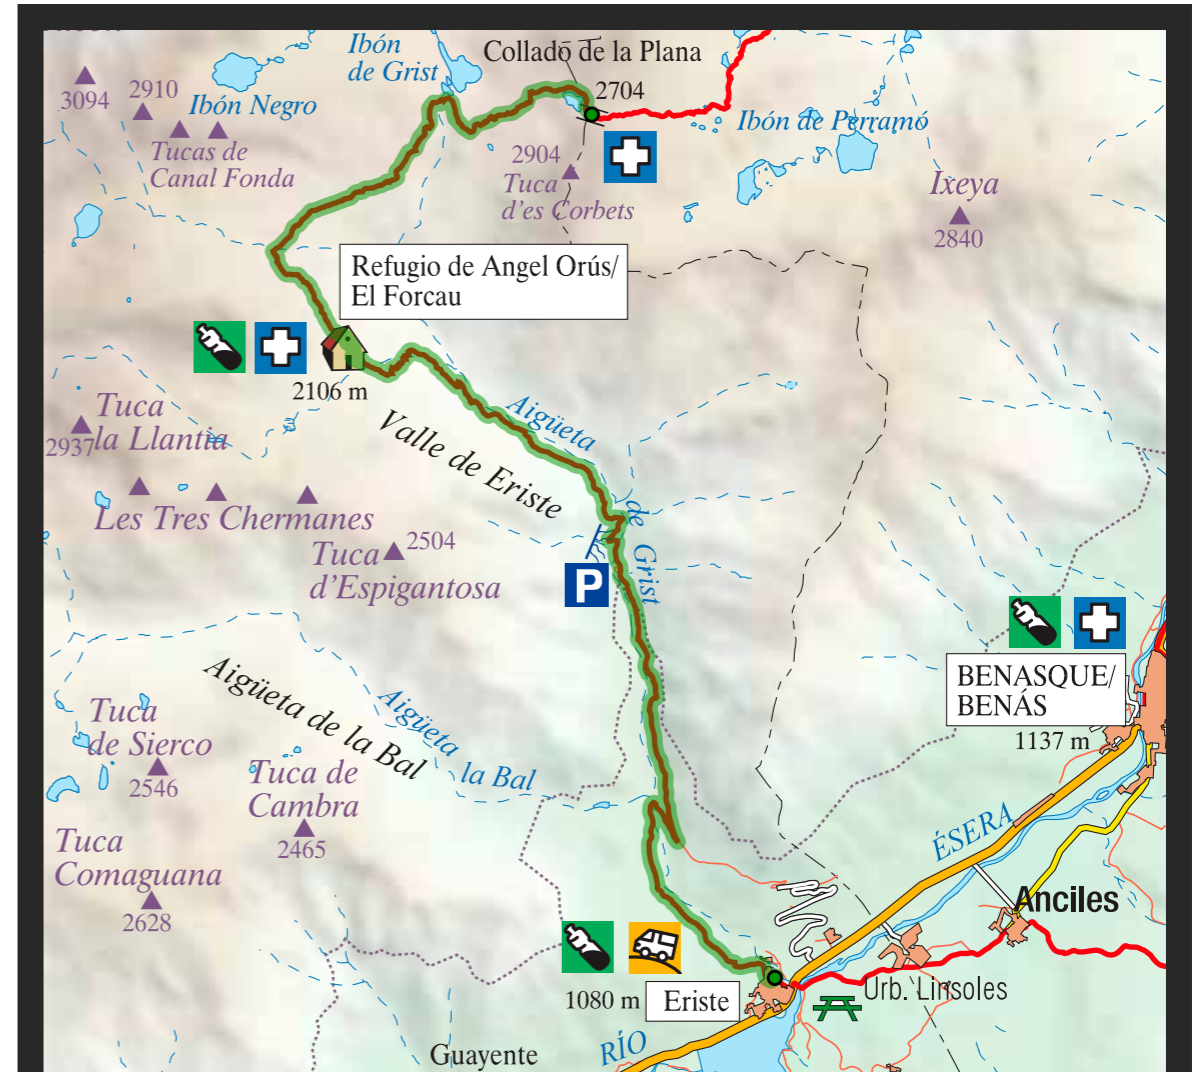 Ibón
de Grist
Collado de la Plana
2704
3094
2910
Ibón Negro
Tucas de
Canal Fonda
Ibón de Perramó
2904
Tuca
d'es Corbets
Ixeya
2840
Refugio de Angel Orús/
El Forcau
2106 m
Tuca
la Llantia
2937
Valle de Eriste
Aigüeta
de Grist
Les Tres Chermanes
Tuca
d'Espigantosa
2504
P
BENASQUE/
BENÁS
1137 m
Aigüeta de la Bal
Aigüeta
la Bal
Tuca
de Sierco
2546
Tuca de
Cambra
2465
Tuca
Comaguana
2628
ÉSERA
Anciles
Urb. Linsoles
1080 m
Eriste
Guayente
RÍO